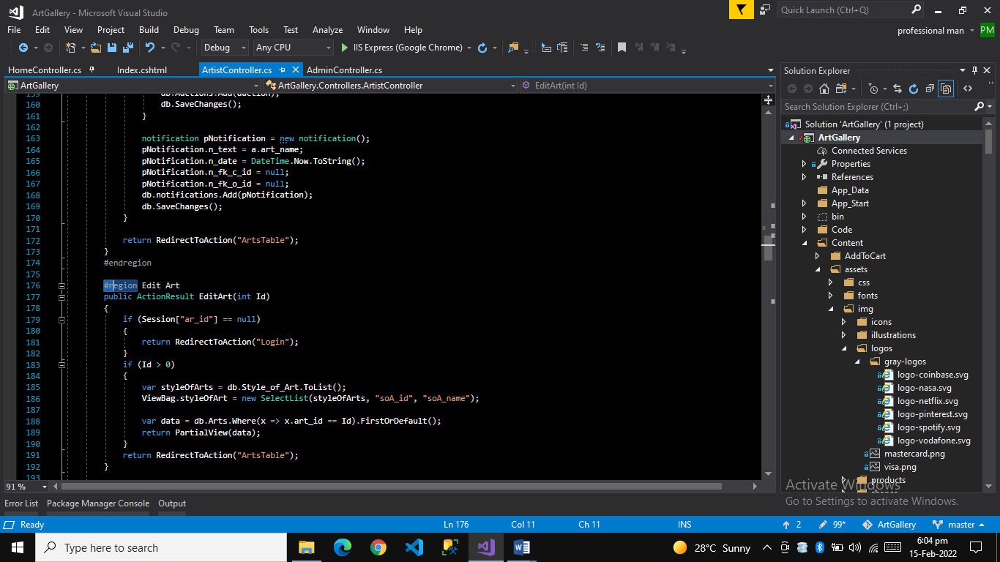 ArtGallery - Microsoft Visual Studio
Quick Launch (Ctrl+Q)
File Edit View Project Build Debug Team Tools Test Analyze Window Help
professional man PM
Debug Any CPU IIS Express (Google Chrome)
HomeController.cs Index.cshtml ArtistController.cs AdminController.cs
ArtGallery ArtGallery.Controllers.ArtistController EditArt(int Id)
159 db.Auctions.Add(auction);
160 db.SaveChanges();
161 }
162
163 notification pNotification = new notification();
164 pNotification.n_text = a.art_name;
165 pNotification.n_date = DateTime.Now.ToString();
166 pNotification.n_fk_c_id = null;
167 pNotification.n_fk_o_id = null;
168 db.notifications.Add(pNotification);
169 db.SaveChanges();
170 }
171
172 return RedirectToAction("ArtsTable");
173 }
174 #endregion
175
176 #region Edit Art
177 public ActionResult EditArt(int Id)
178 {
179 if (Session["ar_id"] == null)
180 {
181 return RedirectToAction("Login");
182 }
183 if (Id > 0)
184 {
185 var styleOfArts = db.Style_of_Art.ToList();
186 ViewBag.styleOfArt = new SelectList(styleOfArts, "soA_id", "soA_name");
187
188 var data = db.Arts.Where(x => x.art_id == Id).FirstOrDefault();
189 return PartialView(data);
190 }
191 return RedirectToAction("ArtsTable");
192 }
193
91 %
Solution Explorer
Search Solution Explorer (Ctrl+;)
Solution 'ArtGallery' (1 project)
ArtGallery
Connected Services
Properties
References
App_Data
App_Start
bin
Code
Content
AddToCart
assets
css
fonts
img
icons
illustrations
logos
gray-logos
logo-coinbase.svg
logo-nasa.svg
logo-netflix.svg
logo-pinterest.svg
logo-spotify.svg
logo-vodafone.svg
mastercard.png
visa.png
products
Activate Windows
Go to Settings to activate Windows.
Error List Package Manager Console Output
Ready Ln 176 Col 11 Ch 11 INS 2 99* ArtGallery master
Type here to search
28°C Sunny
6:04 pm
15-Feb-2022